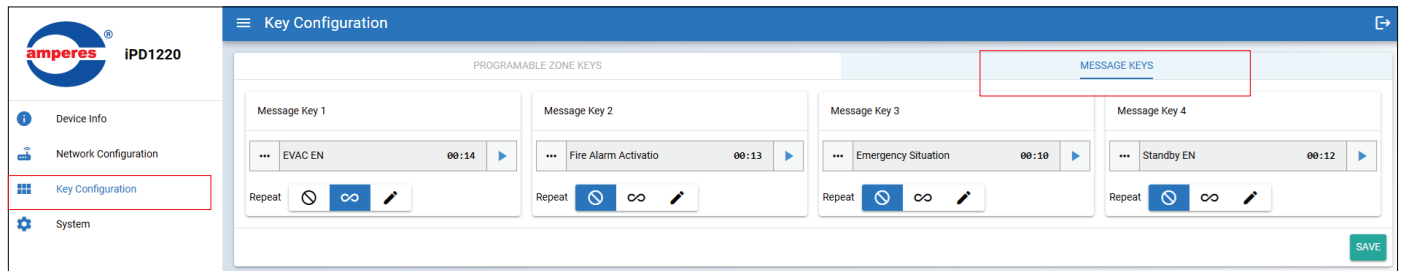 amperes ®
iPD1220
Device Info
Network Configuration
Key Configuration
System
Key Configuration
PROGRAMABLE ZONE KEYS
MESSAGE KEYS
Message Key 1
EVAC EN 00:14
Repeat
Message Key 2
Fire Alarm Activatio 00:13
Repeat
Message Key 3
Emergency Situation 00:10
Repeat
Message Key 4
Standby EN 00:12
Repeat
SAVE